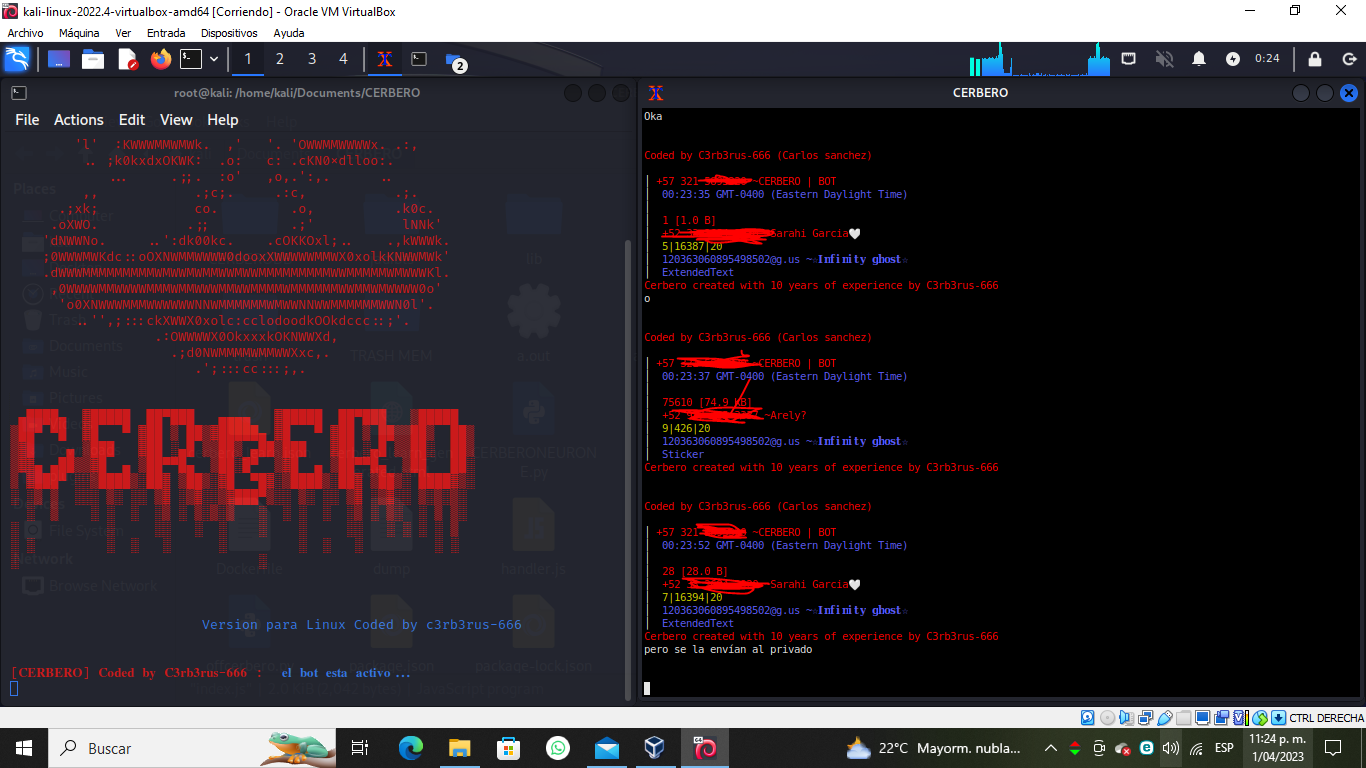 kali-linux-2022.4-virtualbox-amd64 [Corriendo] - Oracle VM VirtualBox
Archivo Máquina Ver Entrada Dispositivos Ayuda
1 2 3 4 2 0:24
root@kali: /home/kali/Documents/CERBERO
File Actions Edit View Help
CERBERO
Version para Linux Coded by c3rb3rus-666
[CERBERO] Coded by C3rb3rus-666 : el bot esta activo...
CERBERO
Oka
Coded by C3rb3rus-666 (Carlos sanchez)
+57 321 ~CERBERO | BOT
00:23:35 GMT-0400 (Eastern Daylight Time)
1 [1.0 B]
+52 ~Sarahi Garcia🤍
5|16387|20
120363060895498502@g.us ~☆Infinity ghost☆
ExtendedText
Cerbero created with 10 years of experience by C3rb3rus-666
o
Coded by C3rb3rus-666 (Carlos sanchez)
+57 ~CERBERO | BOT
00:23:37 GMT-0400 (Eastern Daylight Time)
75610 [74.9 KB]
+52 ~Arely?
9|426|20
120363060895498502@g.us ~☆Infinity ghost☆
Sticker
Cerbero created with 10 years of experience by C3rb3rus-666
Coded by C3rb3rus-666 (Carlos sanchez)
+57 321 ~CERBERO | BOT
00:23:52 GMT-0400 (Eastern Daylight Time)
28 [28.0 B]
+52 ~Sarahi Garcia🤍
7|16394|20
120363060895498502@g.us ~☆Infinity ghost☆
ExtendedText
Cerbero created with 10 years of experience by C3rb3rus-666
pero se la envían al privado
CTRL DERECHA
Buscar
22°C Mayorm. nubla...
ESP
11:24 p. m.
1/04/2023